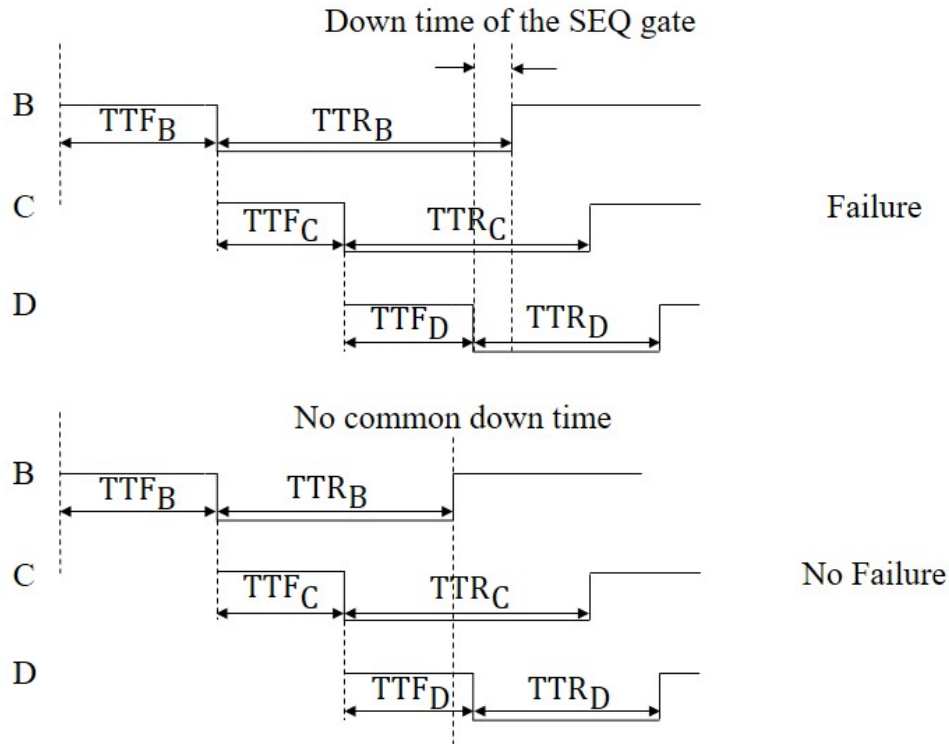 Down time of the SEQ gate
B
TTF_B
TTR_B
C
TTF_C
TTR_C
Failure
D
TTF_D
TTR_D
No common down time
B
TTF_B
TTR_B
C
TTF_C
TTR_C
No Failure
D
TTF_D
TTR_D